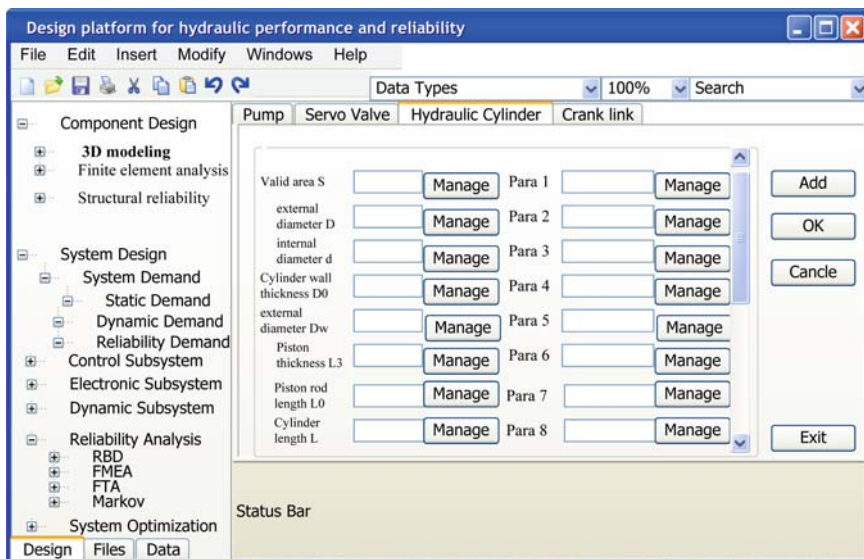 Design platform for hydraulic performance and reliability
File Edit Insert Modify Windows Help
Data Types 100% Search
Component Design
3D modeling
Finite element analysis
Structural reliability
System Design
System Demand
Static Demand
Dynamic Demand
Reliability Demand
Control Subsystem
Electronic Subsystem
Dynamic Subsystem
Reliability Analysis
RBD
FMEA
FTA
Markov
System Optimization
Design Files Data
Pump Servo Valve Hydraulic Cylinder Crank link
Valid area S Manage Para 1 Manage
external
diameter D Manage Para 2 Manage
internal
diameter d Manage Para 3 Manage
Cylinder wall
thickness D0 Manage Para 4 Manage
external
diameter Dw Manage Para 5 Manage
Piston
thickness L3 Manage Para 6 Manage
Piston rod
length L0 Manage Para 7 Manage
Cylinder
length L Manage Para 8 Manage
Add
OK
Cancle
Exit
Status Bar